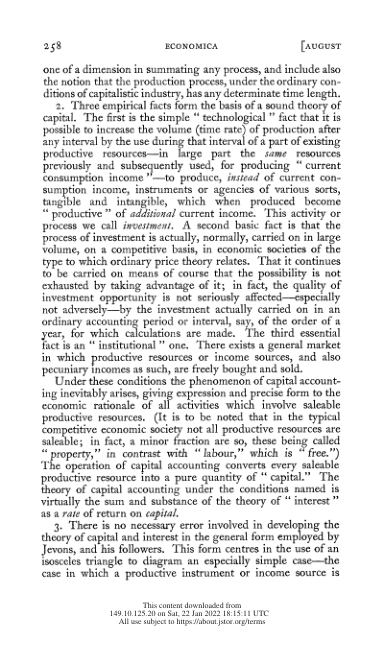 258 ECONOMICA [AUGUST
one of a dimension in summating any process, and include also
the notion that the production process, under the ordinary con-
ditions of capitalistic industry, has any determinate time length.
2. Three empirical facts form the basis of a sound theory of
capital. The first is the simple “ technological ” fact that it is
possible to increase the volume (time rate) of production after
any interval by the use during that interval of a part of existing
productive resources—in large part the same resources
previously and subsequently used, for producing “ current
consumption income ”—to produce, instead of current con-
sumption income, instruments or agencies of various sorts,
tangible and intangible, which when produced become
“ productive ” of additional current income. This activity or
process we call investment. A second basic fact is that the
process of investment is actually, normally, carried on in large
volume, on a competitive basis, in economic societies of the
type to which ordinary price theory relates. That it continues
to be carried on means of course that the possibility is not
exhausted by taking advantage of it; in fact, the quality of
investment opportunity is not seriously affected—especially
not adversely—by the investment actually carried on in an
ordinary accounting period or interval, say, of the order of a
year, for which calculations are made. The third essential
fact is an “ institutional ” one. There exists a general market
in which productive resources or income sources, and also
pecuniary incomes as such, are freely bought and sold.
Under these conditions the phenomenon of capital account-
ing inevitably arises, giving expression and precise form to the
economic rationale of all activities which involve saleable
productive resources. (It is to be noted that in the typical
competitive economy society not all productive resources are
saleable; in fact, a minor fraction are so, these being called
“ property,” in contrast with “ labour,” which is “ free.”)
The operation of capital accounting converts every saleable
productive resource into a pure quantity of “ capital.” The
theory of capital accounting under the conditions named is
virtually the sum and substance of the theory of “ interest ”
as a rate of return on capital.
3. There is no necessary error involved in developing the
theory of capital and interest in the general form employed by
Jevons, and his followers. This form centres in the use of an
isosceles triangle to diagram an especially simple case—the
case in which a productive instrument or income source is
This content downloaded from
149.10.125.20 on Sat, 22 Jan 2022 18:15:11 UTC
All use subject to https://about.jstor.org/terms